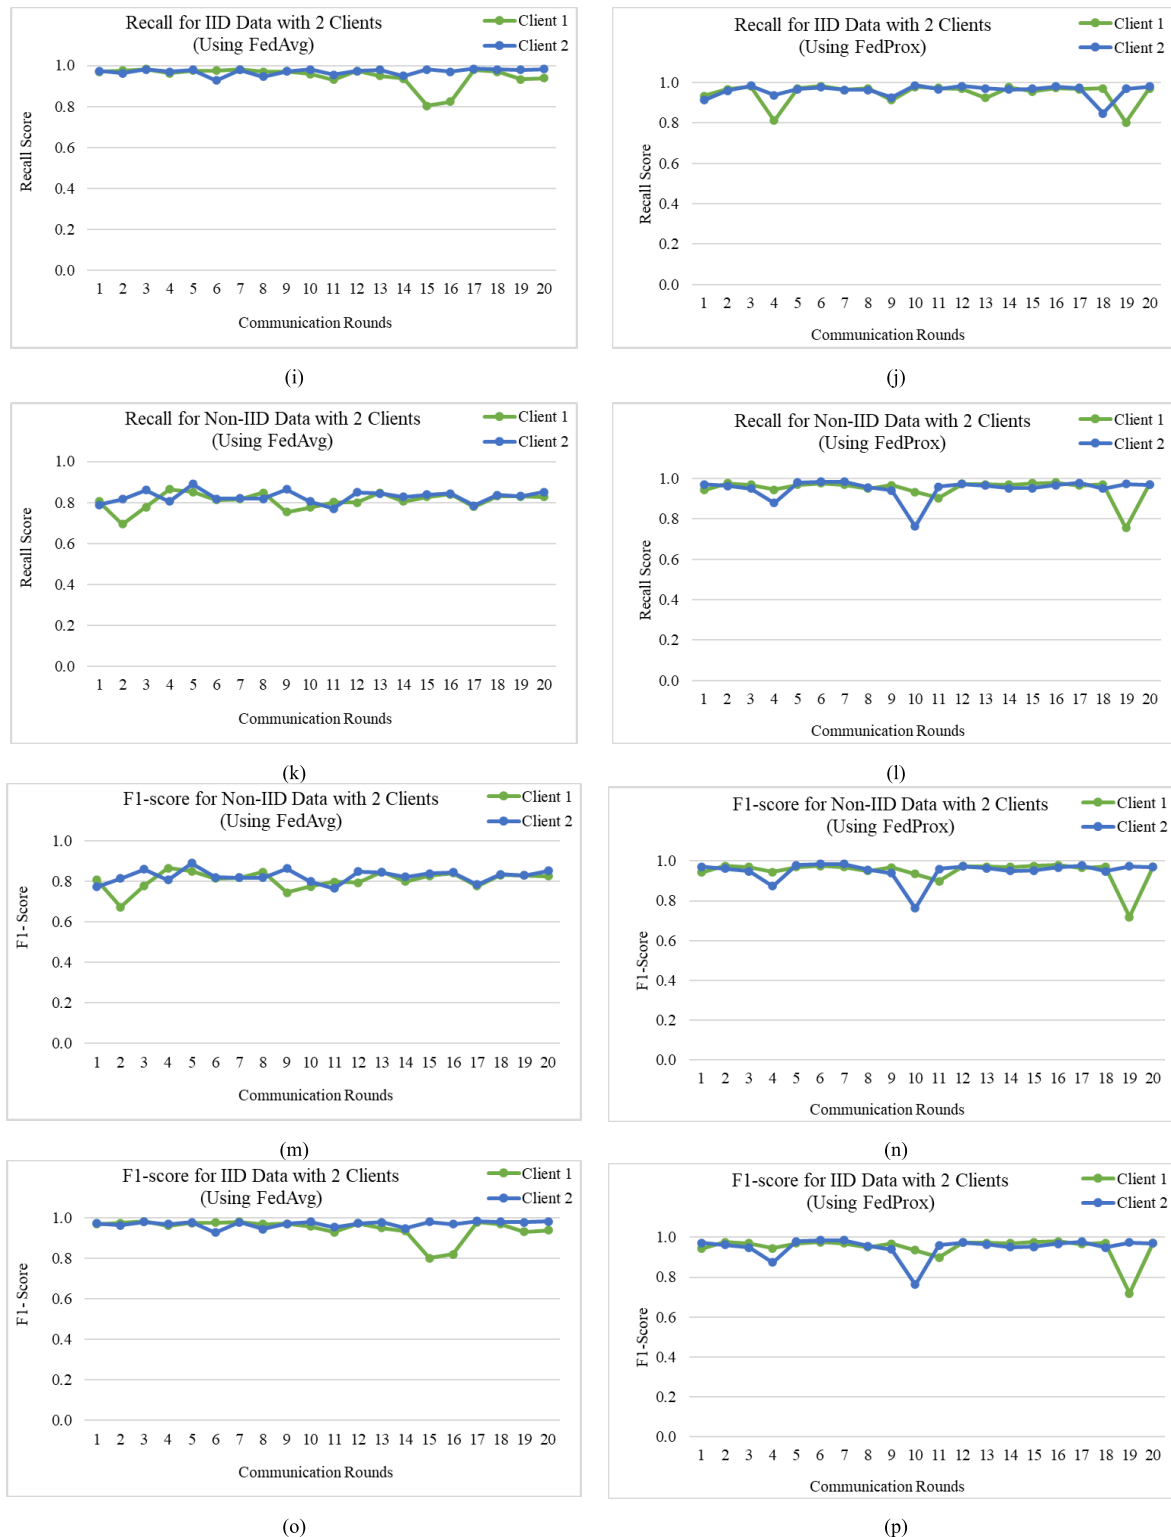 Recall for IID Data with 2 Clients
(Using FedAvg)
Client 1
Client 2
1.0
0.8
0.6
0.4
0.2
0.0
Recall Score
1 2 3 4 5 6 7 8 9 10 11 12 13 14 15 16 17 18 19 20
Communication Rounds
(i)
Recall for IID Data with 2 Clients
(Using FedProx)
Client 1
Client 2
1.0
0.8
0.6
0.4
0.2
0.0
Recall Score
1 2 3 4 5 6 7 8 9 10 11 12 13 14 15 16 17 18 19 20
Communication Rounds
(j)
Recall for Non-IID Data with 2 Clients
(Using FedAvg)
Client 1
Client 2
1.0
0.8
0.6
0.4
0.2
0.0
Recall Score
1 2 3 4 5 6 7 8 9 10 11 12 13 14 15 16 17 18 19 20
Communication Rounds
(k)
Recall for Non-IID Data with 2 Clients
(Using FedProx)
Client 1
Client 2
1.0
0.8
0.6
0.4
0.2
0.0
Recall Score
1 2 3 4 5 6 7 8 9 10 11 12 13 14 15 16 17 18 19 20
Communication Rounds
(l)
F1-score for Non-IID Data with 2 Clients
(Using FedAvg)
Client 1
Client 2
1.0
0.8
0.6
0.4
0.2
0.0
F1- Score
1 2 3 4 5 6 7 8 9 10 11 12 13 14 15 16 17 18 19 20
Communication Rounds
(m)
F1-score for Non-IID Data with 2 Clients
(Using FedProx)
Client 1
Client 2
1.0
0.8
0.6
0.4
0.2
0.0
F1-Score
1 2 3 4 5 6 7 8 9 10 11 12 13 14 15 16 17 18 19 20
Communication Rounds
(n)
F1-score for IID Data with 2 Clients
(Using FedAvg)
Client 1
Client 2
1.0
0.8
0.6
0.4
0.2
0.0
F1- Score
1 2 3 4 5 6 7 8 9 10 11 12 13 14 15 16 17 18 19 20
Communication Rounds
(o)
F1-score for IID Data with 2 Clients
(Using FedProx)
Client 1
Client 2
1.0
0.8
0.6
0.4
0.2
0.0
F1-Score
1 2 3 4 5 6 7 8 9 10 11 12 13 14 15 16 17 18 19 20
Communication Rounds
(p)